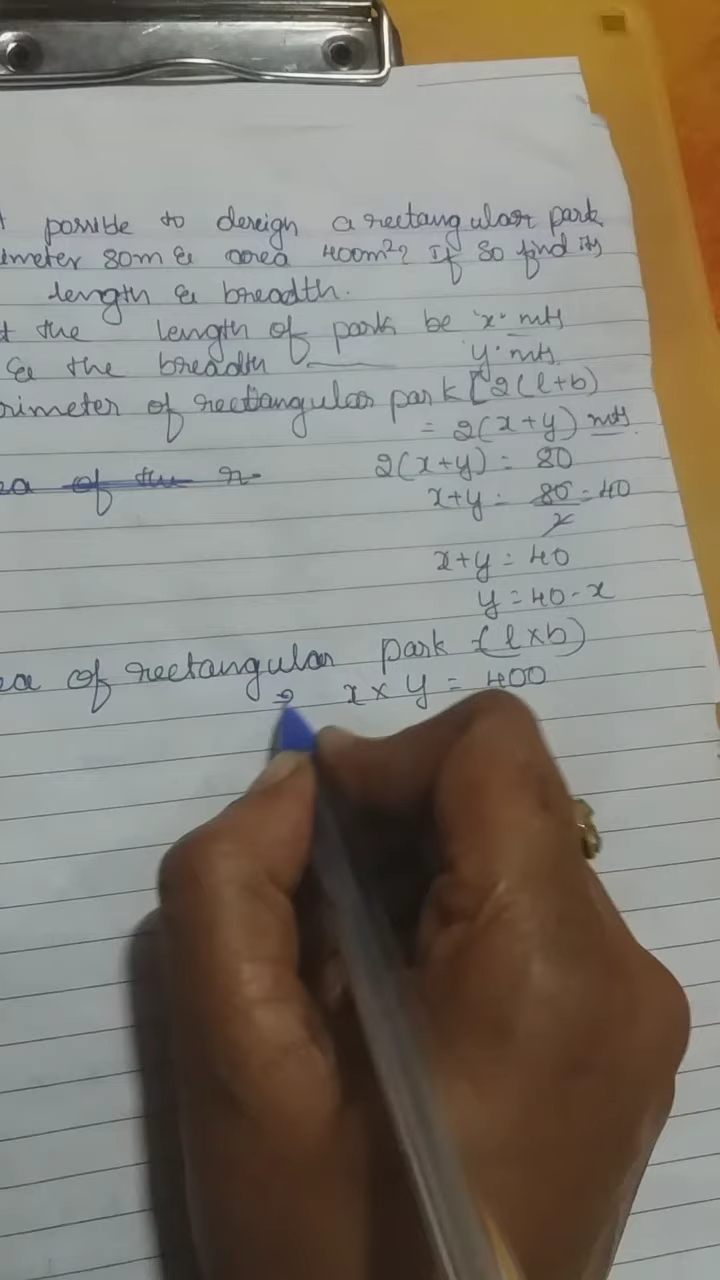 possible to dereign a rectangular park
meter 80m & area 400m²? If so find its
length & breadth.
the length of park be 'x' mts
& the breadth ____ 'y' mts
rimeter of rectangular park [2(l+b)
= 2(x+y) mts.
2(x+y) = 80
x+y = 80/2 = 40
x+y = 40
y = 40-x
of rectangular park (l×b)
x × y = 400